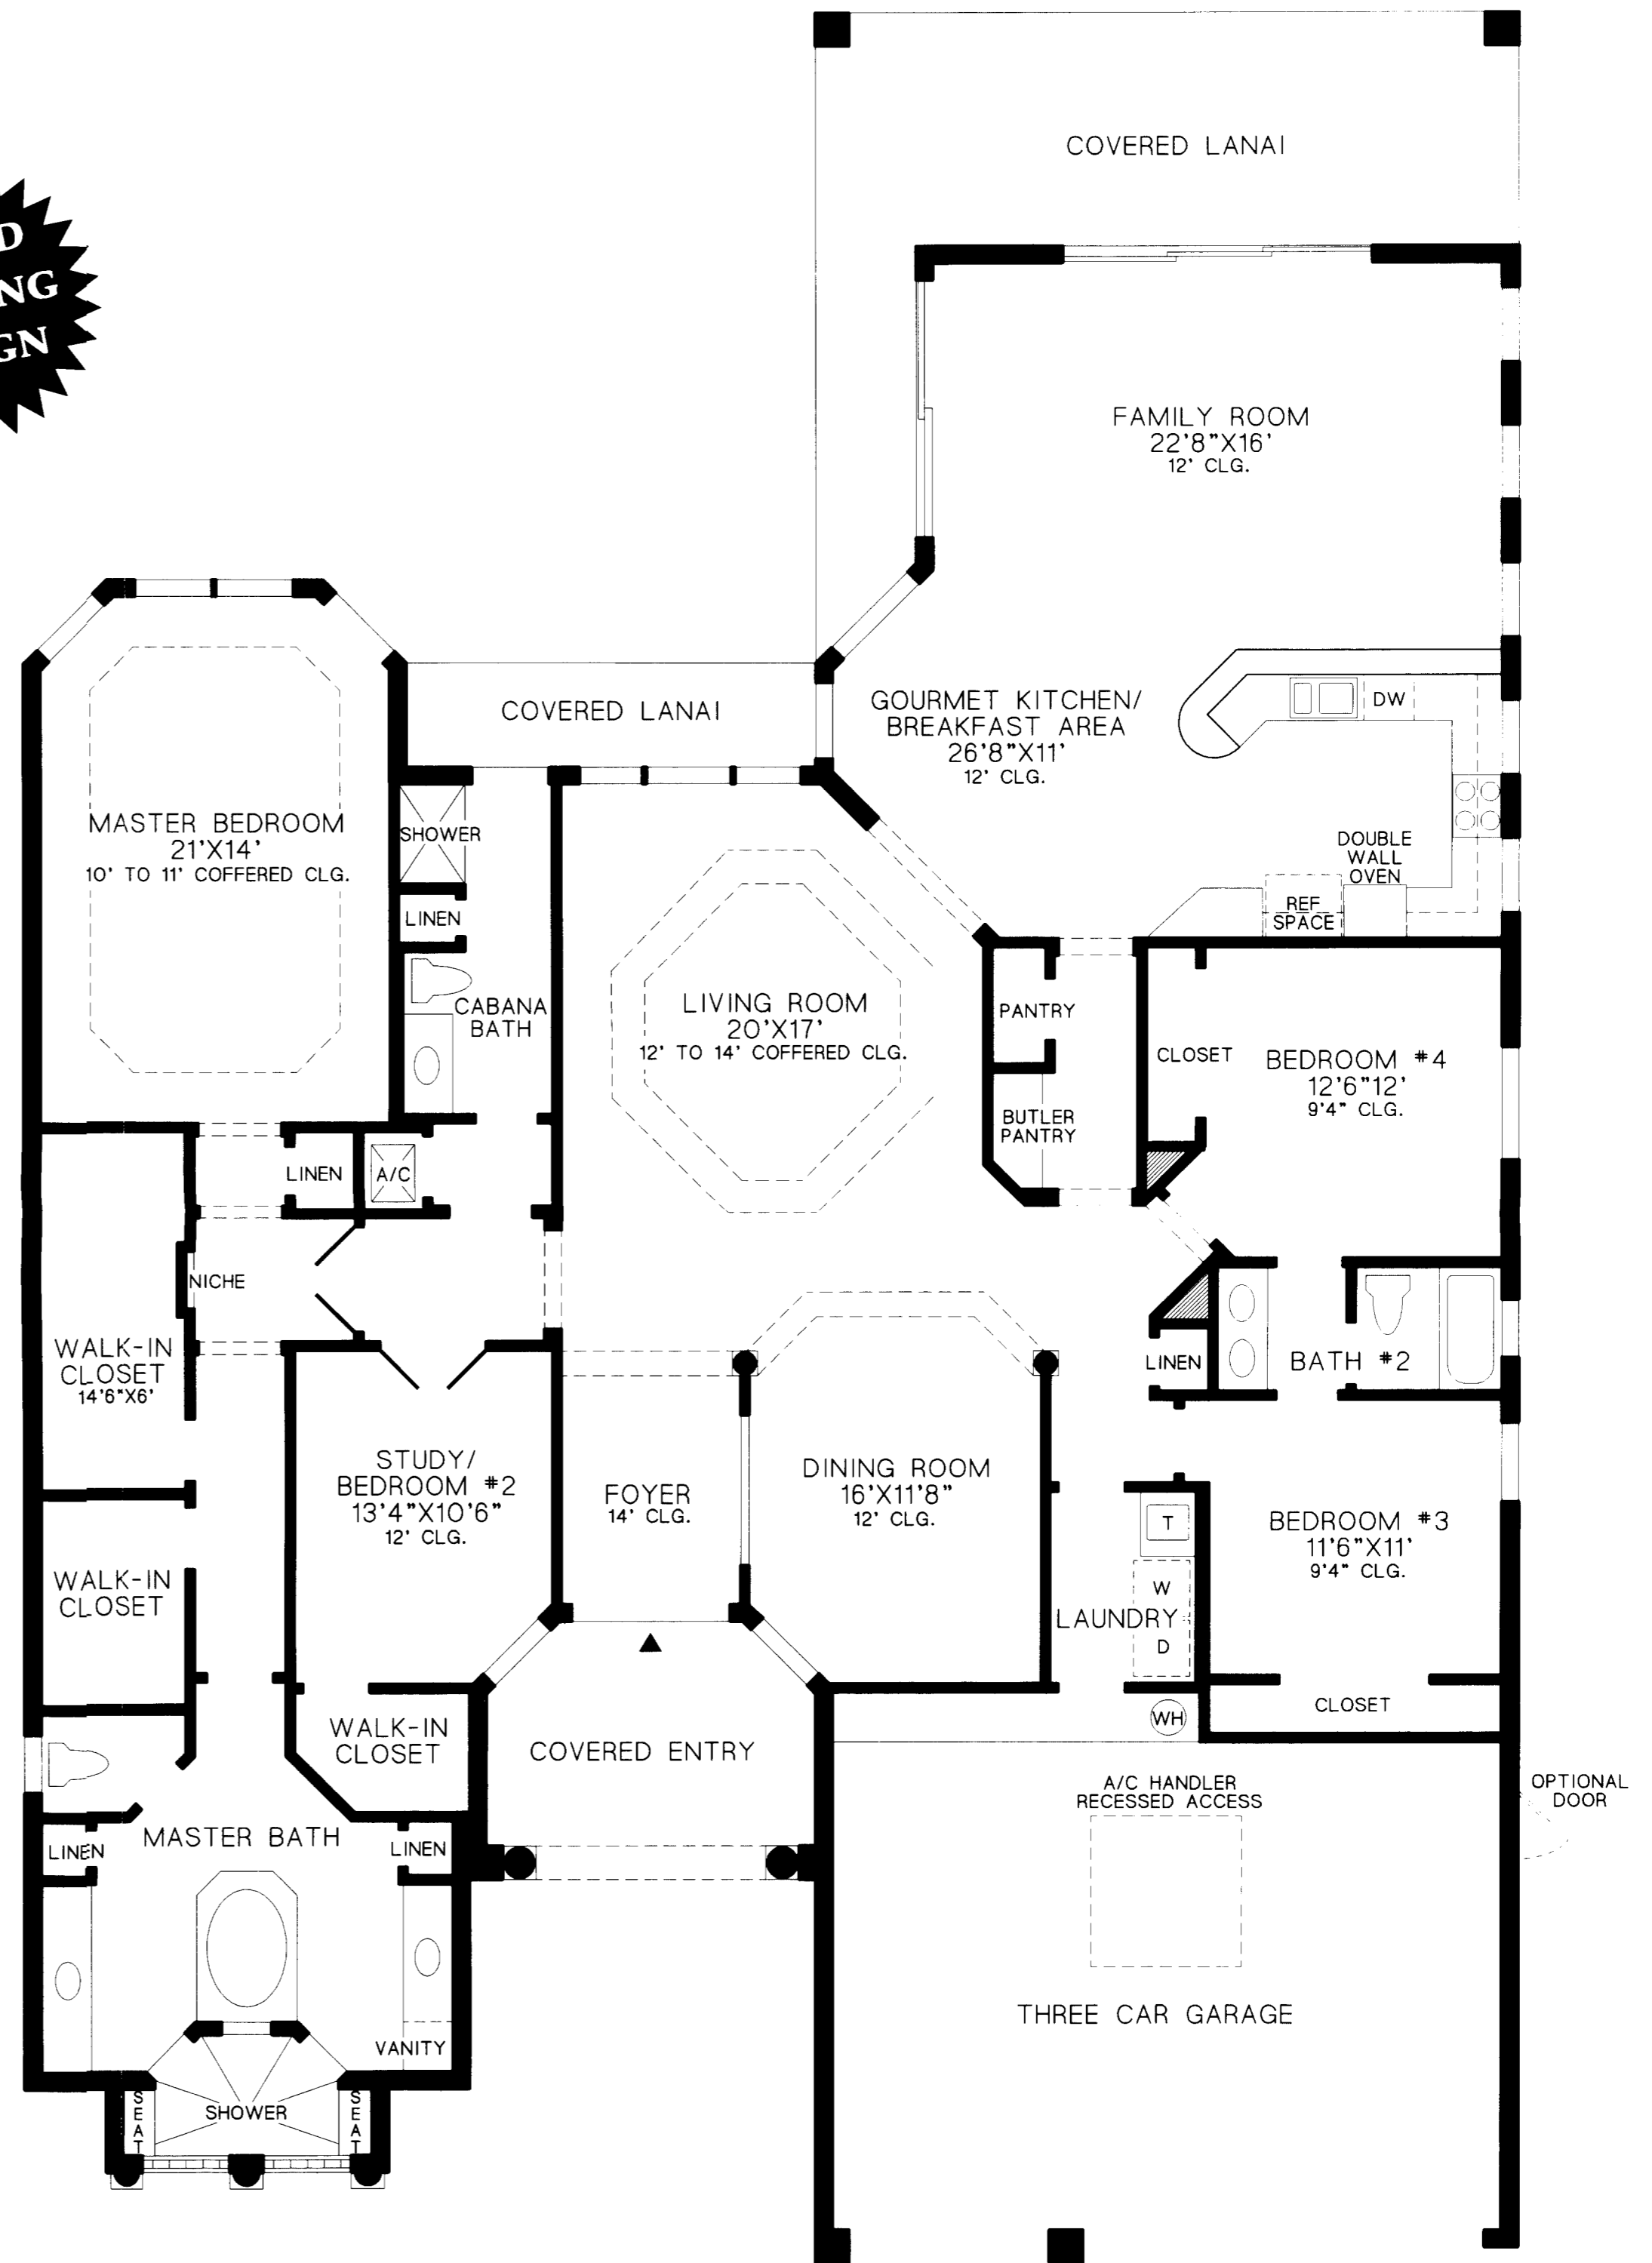 D
NG
GN
COVERED LANAI
FAMILY ROOM
22'8"X16'
12' CLG.
COVERED LANAI
GOURMET KITCHEN/
BREAKFAST AREA
26'8"X11'
12' CLG.
DW
DOUBLE
WALL
OVEN
REF
SPACE
MASTER BEDROOM
21'X14'
10' TO 11' COFFERED CLG.
SHOWER
LINEN
CABANA
BATH
LIVING ROOM
20'X17'
12' TO 14' COFFERED CLG.
PANTRY
BUTLER
PANTRY
CLOSET
BEDROOM #4
12'6"12'
9'4" CLG.
LINEN
A/C
NICHE
WALK-IN
CLOSET
14'6"X6'
LINEN
BATH #2
STUDY/
BEDROOM #2
13'4"X10'6"
12' CLG.
FOYER
14' CLG.
DINING ROOM
16'X11'8"
12' CLG.
T
W
LAUNDRY
D
BEDROOM #3
11'6"X11'
9'4" CLG.
WALK-IN
CLOSET
WALK-IN
CLOSET
COVERED ENTRY
WH
CLOSET
A/C HANDLER
RECESSED ACCESS
OPTIONAL
DOOR
MASTER BATH
LINEN
LINEN
THREE CAR GARAGE
VANITY
SEAT
SHOWER
SEAT